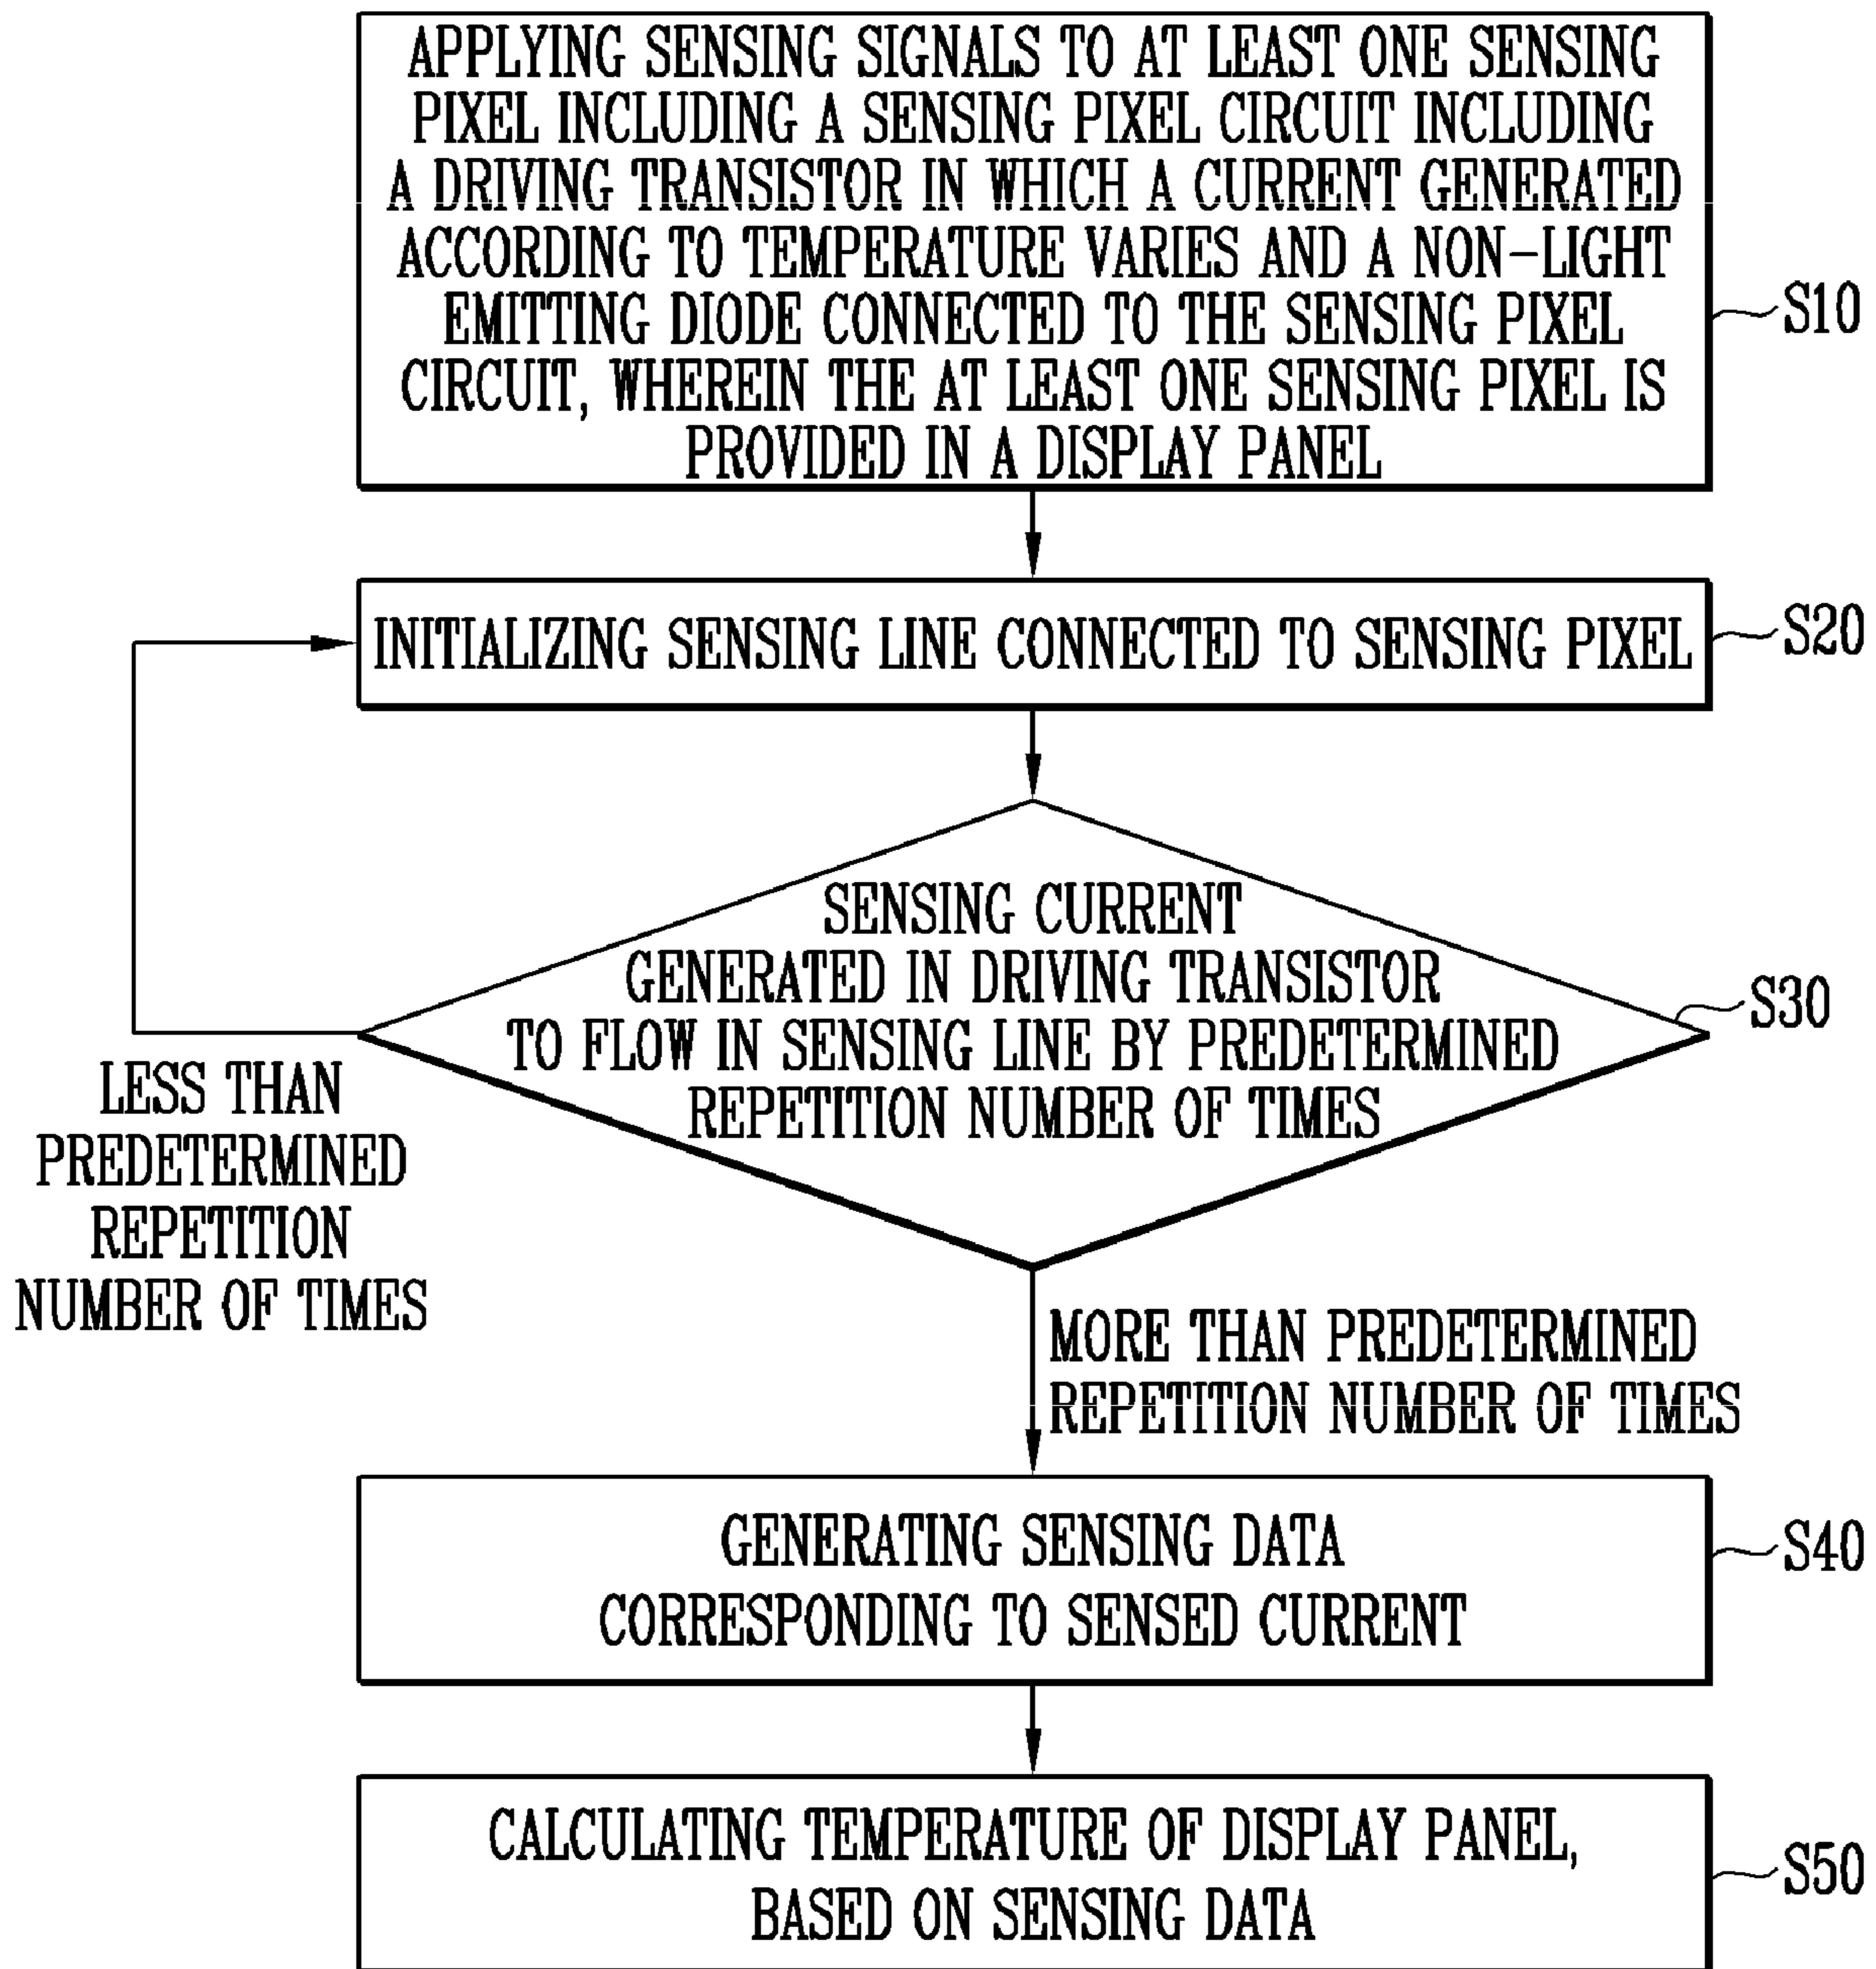 APPLYING SENSING SIGNALS TO AT LEAST ONE SENSING
PIXEL INCLUDING A SENSING PIXEL CIRCUIT INCLUDING
A DRIVING TRANSISTOR IN WHICH A CURRENT GENERATED
ACCORDING TO TEMPERATURE VARIES AND A NON-LIGHT
EMITTING DIODE CONNECTED TO THE SENSING PIXEL
CIRCUIT, WHEREIN THE AT LEAST ONE SENSING PIXEL IS
PROVIDED IN A DISPLAY PANEL
S10
INITIALIZING SENSING LINE CONNECTED TO SENSING PIXEL
S20
SENSING CURRENT
GENERATED IN DRIVING TRANSISTOR
TO FLOW IN SENSING LINE BY PREDETERMINED
REPETITION NUMBER OF TIMES
S30
LESS THAN
PREDETERMINED
REPETITION
NUMBER OF TIMES
MORE THAN PREDETERMINED
REPETITION NUMBER OF TIMES
GENERATING SENSING DATA
CORRESPONDING TO SENSED CURRENT
S40
CALCULATING TEMPERATURE OF DISPLAY PANEL,
BASED ON SENSING DATA
S50